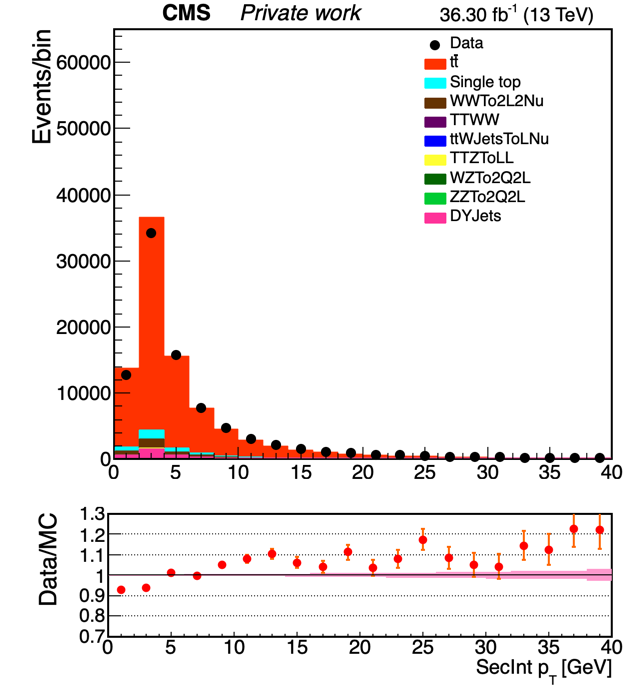 CMS Private work 36.30 fb⁻¹ (13 TeV)
Events/bin
60000
50000
40000
30000
20000
10000
0
Data
tt̄
Single top
WWTo2L2Nu
TTWW
ttWJetsToLNu
TTZToLL
WZTo2Q2L
ZZTo2Q2L
DYJets
0 5 10 15 20 25 30 35 40
Data/MC
1.3
1.2
1.1
1
0.9
0.8
0.7
0 5 10 15 20 25 30 35 40
SecInt p_T [GeV]